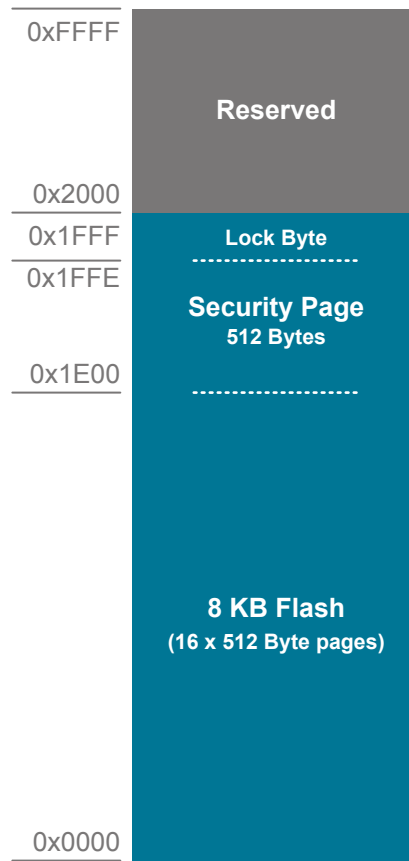 0xFFFF
Reserved
0x2000
0x1FFF
Lock Byte
0x1FFE
Security Page
512 Bytes
0x1E00
8 KB Flash
(16 x 512 Byte pages)
0x0000